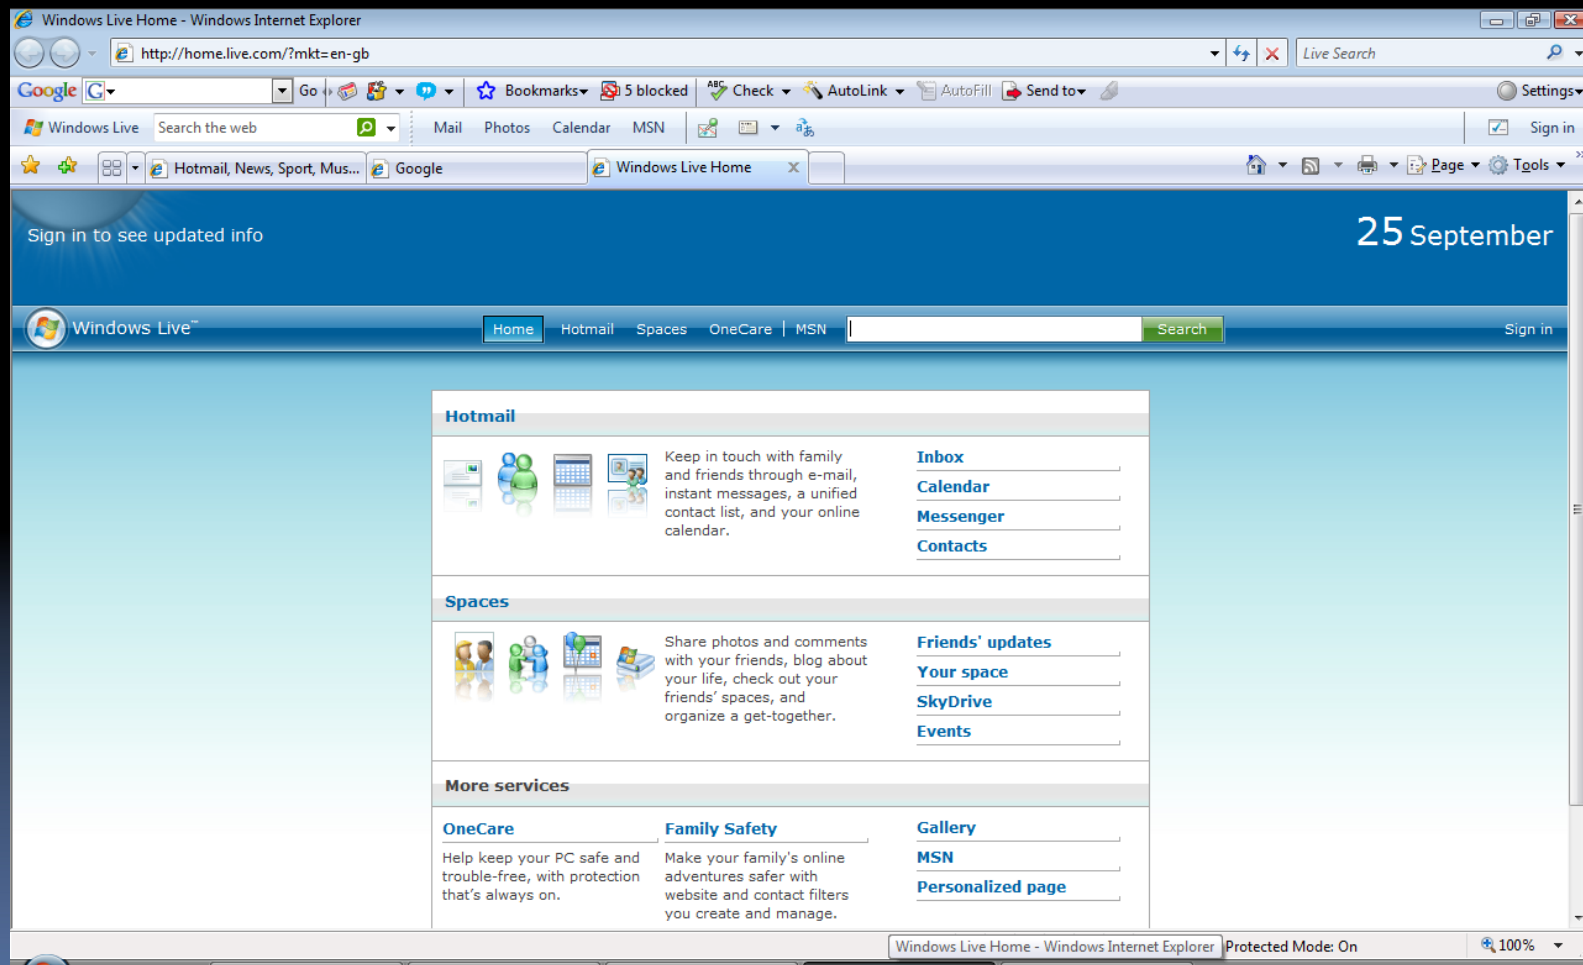 Windows Live Home - Windows Internet Explorer
http://home.live.com/?mkt=en-gb
Live Search
Google G Go Bookmarks 5 blocked ABC Check AutoLink AutoFill Send to Settings
Windows Live Search the web Mail Photos Calendar MSN Sign in
Hotmail, News, Sport, Mus... Google Windows Live Home x Page Tools
Sign in to see updated info
25 September
Windows Live™ Home Hotmail Spaces OneCare | MSN Search Sign in
Hotmail
Keep in touch with family
and friends through e-mail,
instant messages, a unified
contact list, and your online
calendar.
Inbox
Calendar
Messenger
Contacts
Spaces
Share photos and comments
with your friends, blog about
your life, check out your
friends’ spaces, and
organize a get-together.
Friends' updates
Your space
SkyDrive
Events
More services
OneCare
Help keep your PC safe and
trouble-free, with protection
that’s always on.
Family Safety
Make your family's online
adventures safer with
website and contact filters
you create and manage.
Gallery
MSN
Personalized page
Windows Live Home - Windows Internet Explorer
Protected Mode: On
100%